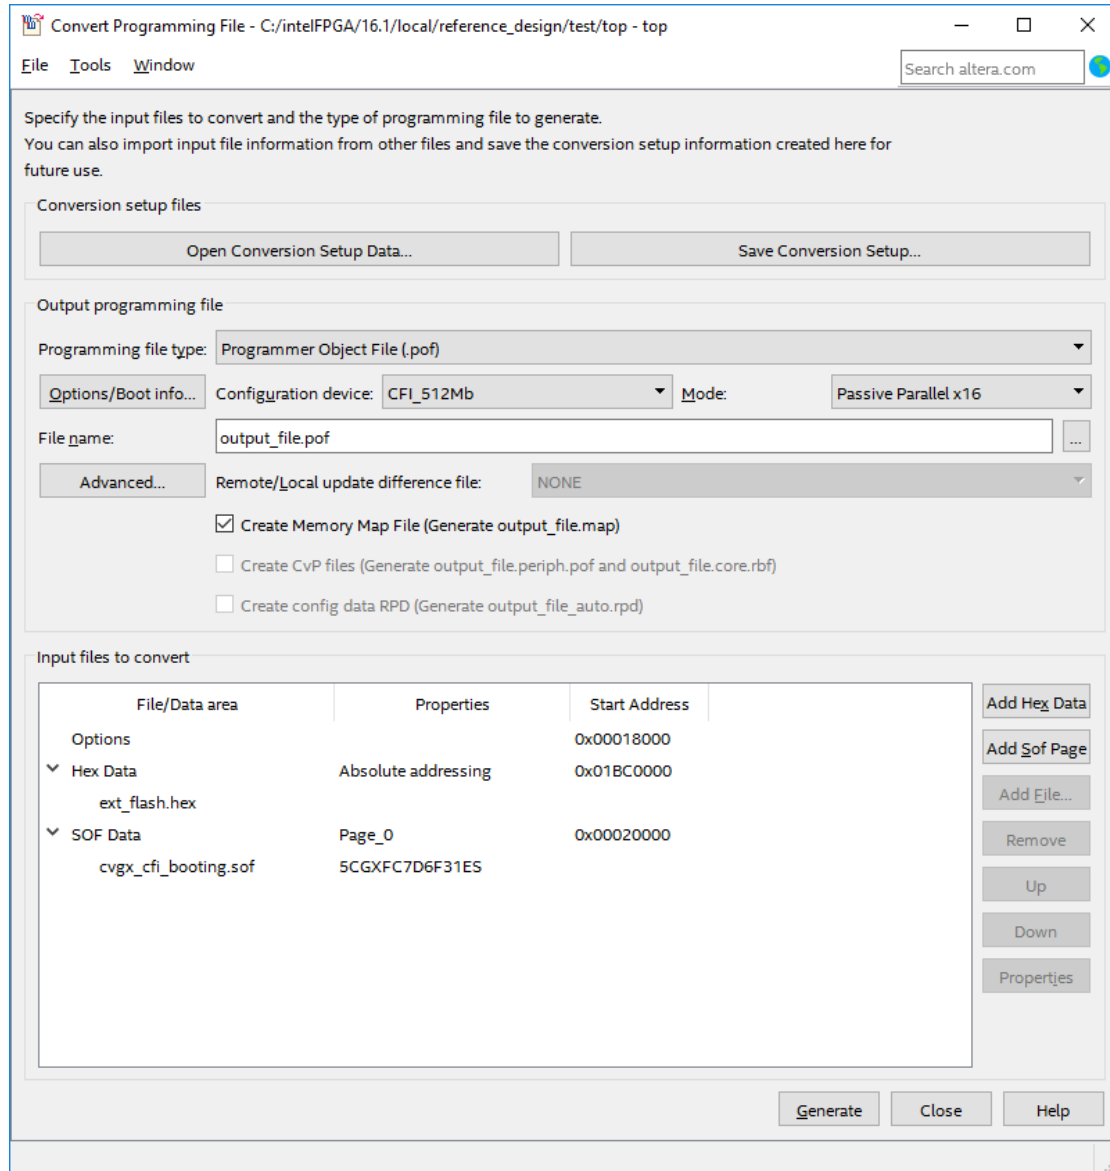 Convert Programming File - C:/intelFPGA/16.1/local/reference_design/test/top - top
File Tools Window
Search altera.com
Specify the input files to convert and the type of programming file to generate.
You can also import input file information from other files and save the conversion setup information created here for
future use.
Conversion setup files
Open Conversion Setup Data... Save Conversion Setup...
Output programming file
Programming file type: Programmer Object File (.pof)
Options/Boot info... Configuration device: CFI_512Mb Mode: Passive Parallel x16
File name: output_file.pof ...
Advanced... Remote/Local update difference file: NONE
Create Memory Map File (Generate output_file.map)
Create CvP files (Generate output_file.periph.pof and output_file.core.rbf)
Create config data RPD (Generate output_file_auto.rpd)
Input files to convert
File/Data area Properties Start Address
Options 0x00018000
Hex Data Absolute addressing 0x01BC0000
ext_flash.hex
SOF Data Page_0 0x00020000
cvgx_cfi_booting.sof 5CGXFC7D6F31ES
Add Hex Data
Add Sof Page
Add File...
Remove
Up
Down
Properties
Generate Close Help